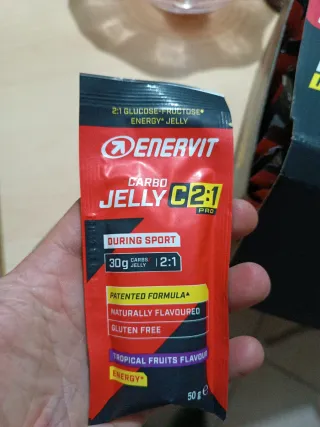 2:1 GLUCOSE-FRUCTOSE*
ENERGY* JELLY
ENERVIT
CARBO
JELLY C2:1
PRO
DURING SPORT
30g CARBS JELLY | 2:1
PATENTED FORMULA▲
NATURALLY FLAVOURED
GLUTEN FREE
TROPICAL FRUITS FLAVOUR
ENERGY*
50 g e